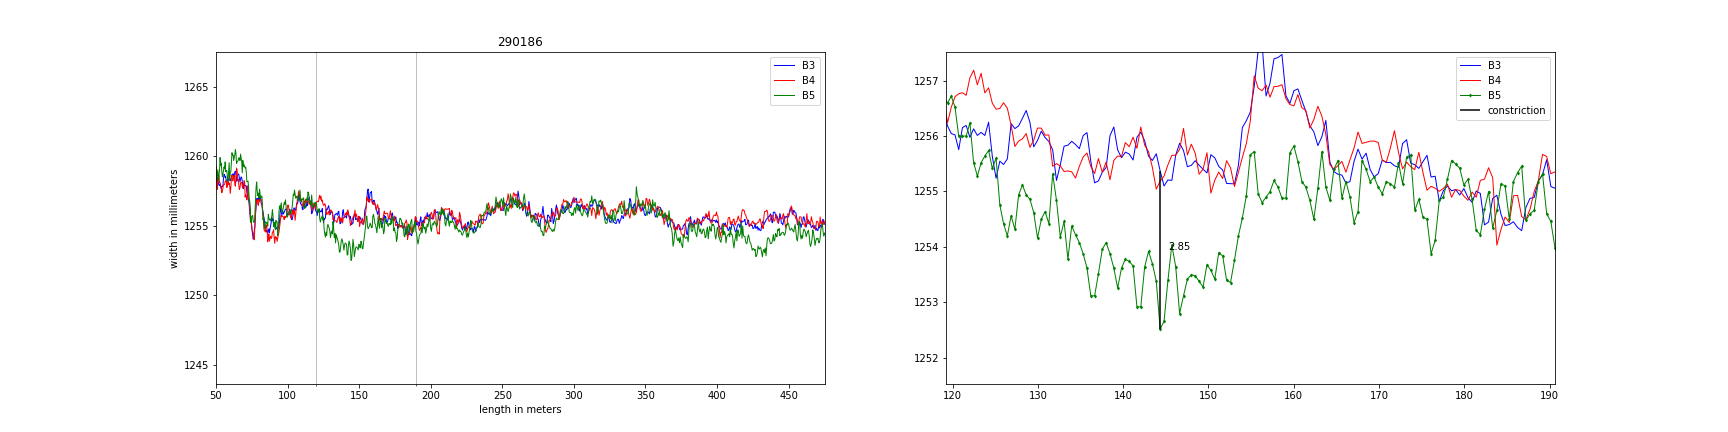 290186
B3
B4
B5
1265
1260
1255
1250
1245
width in millimeters
50 100 150 200 250 300 350 400 450
length in meters
B3
B4
B5
constriction
1257
1256
1255
1254
1253
1252
2.85
120 130 140 150 160 170 180 190